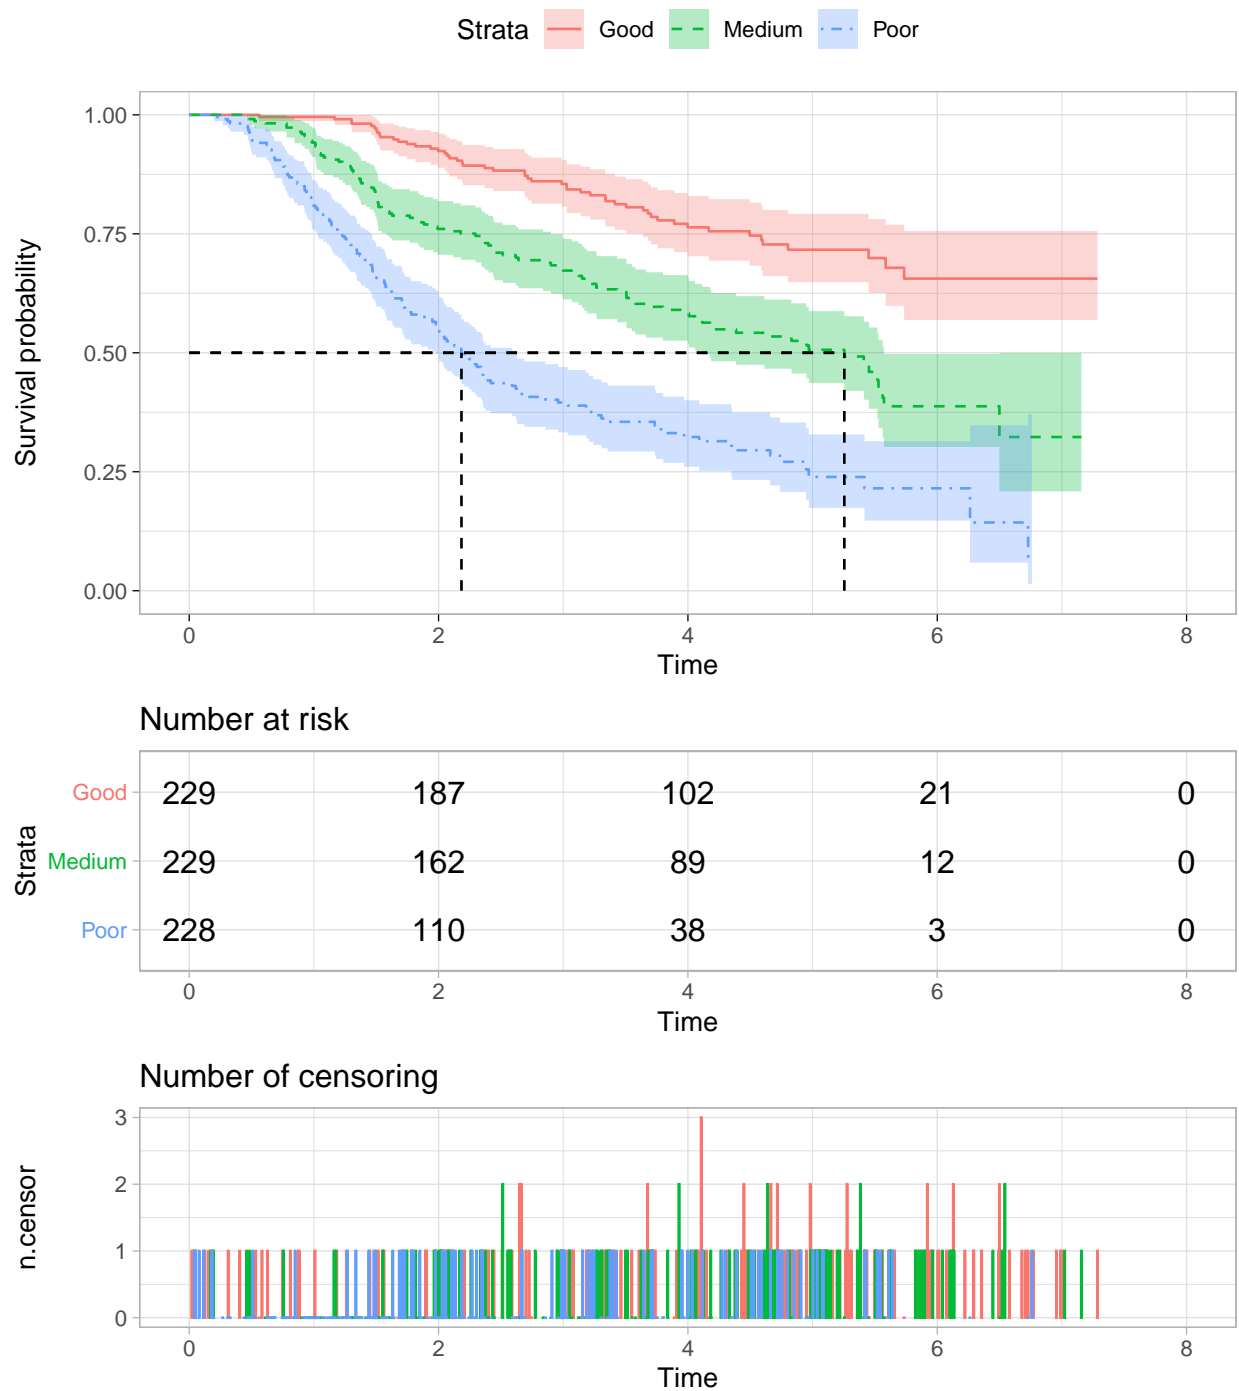 Strata Good Medium Poor
1.00
0.75
0.50
0.25
0.00
Survival probability
0 2 4 6 8
Time
Number at risk
Strata
Good 229 187 102 21 0
Medium 229 162 89 12 0
Poor 228 110 38 3 0
0 2 4 6 8
Time
Number of censoring
3
2
1
0
n.censor
0 2 4 6 8
Time